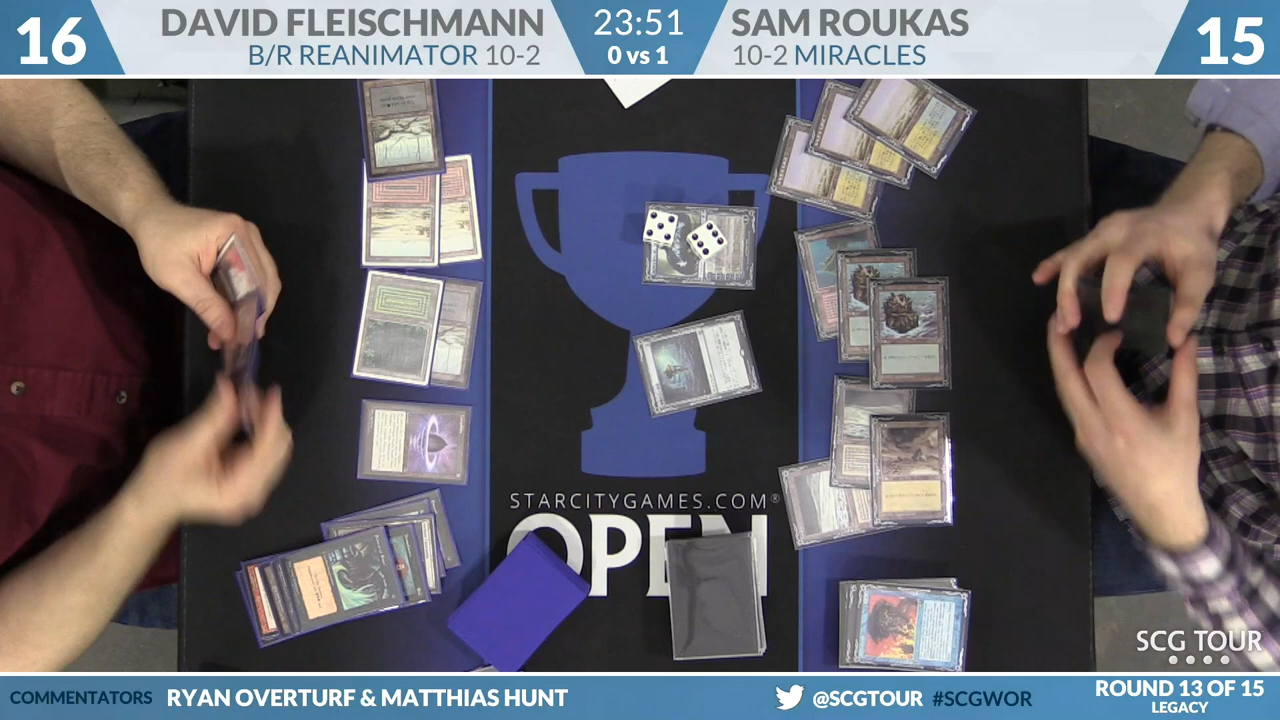 16
DAVID FLEISCHMANN
B/R REANIMATOR 10-2
23:51
0 vs 1
SAM ROUKAS
10-2 MIRACLES
15
STARCITYGAMES.COM®
OPEN
SCG TOUR
COMMENTATORS RYAN OVERTURF & MATTHIAS HUNT
@SCGTOUR #SCGWOR
ROUND 13 OF 15
LEGACY